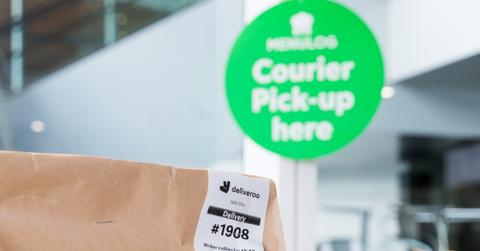 MENULOG
Courier
Pick-up
here
deliveroo
Delivery
#1908